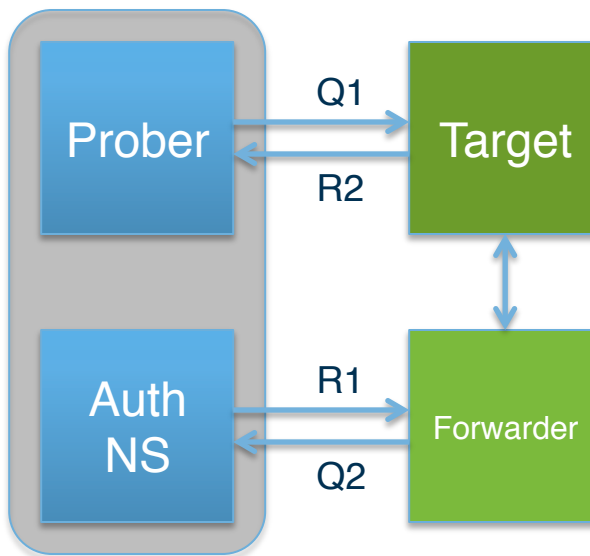 Prober
Q1
R2
Target
Auth
NS
R1
Q2
Forwarder